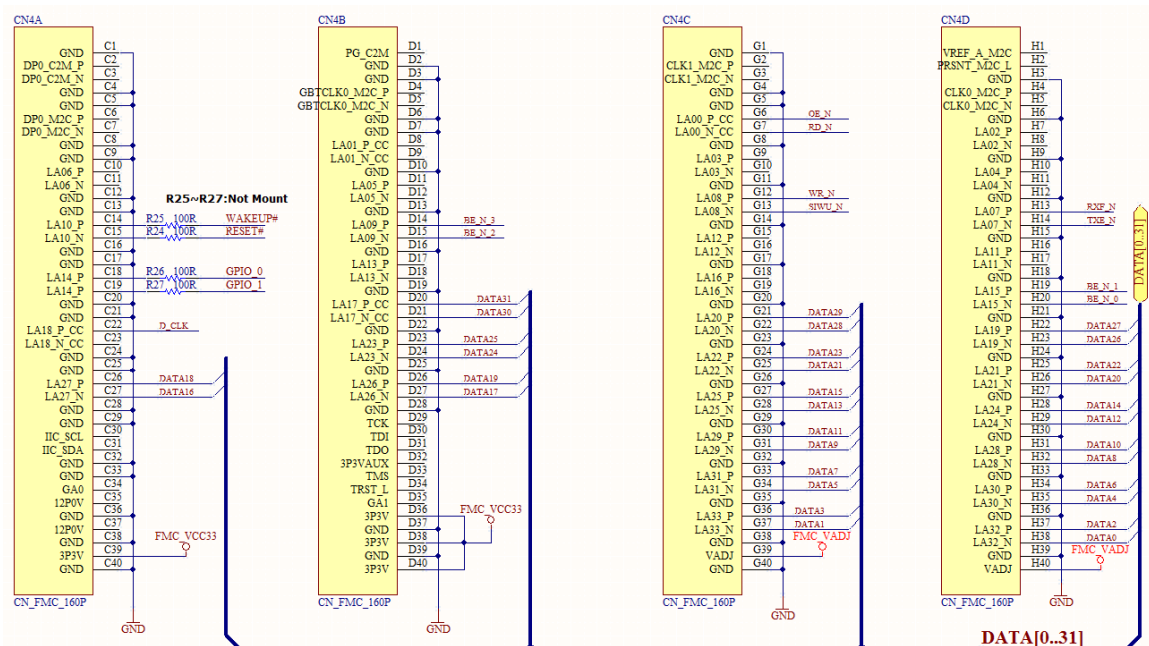 CN4A
GND C1
DP0_C2M_P C2
DP0_C2M_N C3
GND C4
GND C5
DP0_M2C_P C6
DP0_M2C_N C7
GND C8
GND C9
LA06_P C10
LA06_N C11
GND C12
R25~R27:Not Mount
GND C13
LA10_P C14 R25 100R WAKEUP#
LA10_N C15 R24 100R RESET#
GND C16
GND C17
LA14_P C18 R26 100R GPIO_0
LA14_P C19 R27 100R GPIO_1
GND C20
GND C21
LA18_P_CC C22 D_CLK
LA18_N_CC C23
GND C24
GND C25
LA27_P C26 DATA18
LA27_N C27 DATA16
GND C28
GND C29
IIC_SCL C30
IIC_SDA C31
GND C32
GND C33
GA0 C34
12P0V C35
GND C36
12P0V C37
GND C38 FMC_VCC33
3P3V C39
GND C40
CN_FMC_160P
GND
CN4B
PG_C2M D1
GND D2
GND D3
GBTCLK0_M2C_P D4
GBTCLK0_M2C_N D5
GND D6
GND D7
LA01_P_CC D8
LA01_N_CC D9
GND D10
LA05_P D11
LA05_N D12
GND D13
LA09_P D14 BE_N_3
LA09_N D15 BE_N_2
GND D16
LA13_P D17
LA13_N D18
GND D19
LA17_P_CC D20 DATA31
LA17_N_CC D21 DATA30
GND D22
LA23_P D23 DATA25
LA23_N D24 DATA24
GND D25
LA26_P D26 DATA19
LA26_N D27 DATA17
GND D28
TCK D29
TDI D30
TDO D31
3P3VAUX D32
TMS D33
TRST_L D34
GA1 D35
3P3V D36 FMC_VCC33
GND D37
3P3V D38
GND D39
3P3V D40
CN_FMC_160P
GND
CN4C
GND G1
CLK1_M2C_P G2
CLK1_M2C_N G3
GND G4
GND G5
LA00_P_CC G6 OE_N
LA00_N_CC G7 RD_N
GND G8
LA03_P G9
LA03_N G10
GND G11
LA08_P G12 WR_N
LA08_N G13 SIWU_N
GND G14
LA12_P G15
LA12_N G16
GND G17
LA16_P G18
LA16_N G19
GND G20
LA20_P G21 DATA29
LA20_N G22 DATA28
GND G23
LA22_P G24 DATA23
LA22_N G25 DATA21
GND G26
LA25_P G27 DATA15
LA25_N G28 DATA13
GND G29
LA29_P G30 DATA11
LA29_N G31 DATA9
GND G32
LA31_P G33 DATA7
LA31_N G34 DATA5
GND G35
LA33_P G36 DATA3
LA33_N G37 DATA1
GND G38 FMC_VADJ
VADJ G39
GND G40
CN_FMC_160P
GND
CN4D
VREF_A_M2C H1
PRSNT_M2C_L H2
GND H3
CLK0_M2C_P H4
CLK0_M2C_N H5
GND H6
LA02_P H7
LA02_N H8
GND H9
LA04_P H10
LA04_N H11
GND H12
LA07_P H13 RXF_N
LA07_N H14 TXE_N
GND H15
LA11_P H16
LA11_N H17
GND H18
LA15_P H19 BE_N_1
LA15_N H20 BE_N_0
GND H21
LA19_P H22 DATA27
LA19_N H23 DATA26
GND H24
LA21_P H25 DATA22
LA21_N H26 DATA20
GND H27
LA24_P H28 DATA14
LA24_N H29 DATA12
GND H30
LA28_P H31 DATA10
LA28_N H32 DATA8
GND H33
LA30_P H34 DATA6
LA30_N H35 DATA4
GND H36
LA32_P H37 DATA2
LA32_N H38 DATA0
GND H39 FMC_VADJ
VADJ H40
CN_FMC_160P
GND
DATA[0..31]
DATA[0..31]